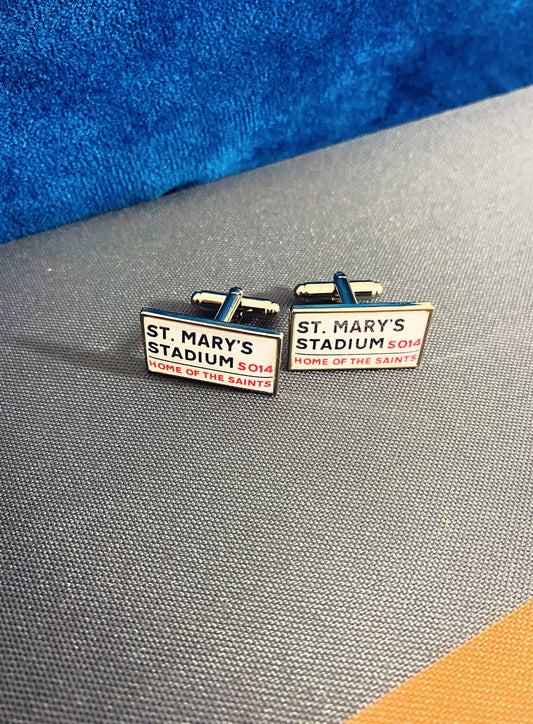 ST. MARY'S
STADIUM SO14
HOME OF THE SAINTS
ST. MARY'S
STADIUM SO14
HOME OF THE SAINTS